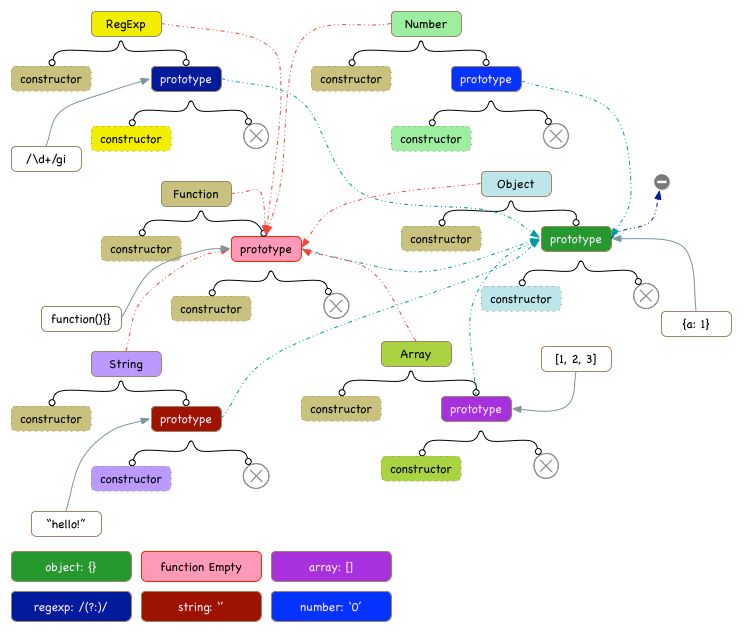 RegExp
Number
constructor
prototype
constructor
prototype
constructor
constructor
/\d+/gi
Function
Object
constructor
prototype
constructor
prototype
constructor
constructor
function(){}
{a: 1}
String
Array
[1, 2, 3]
constructor
prototype
constructor
prototype
constructor
constructor
“hello!”
object: {}
function Empty
array: []
regexp: /(?:)/
string: ‘’
number: ‘0’